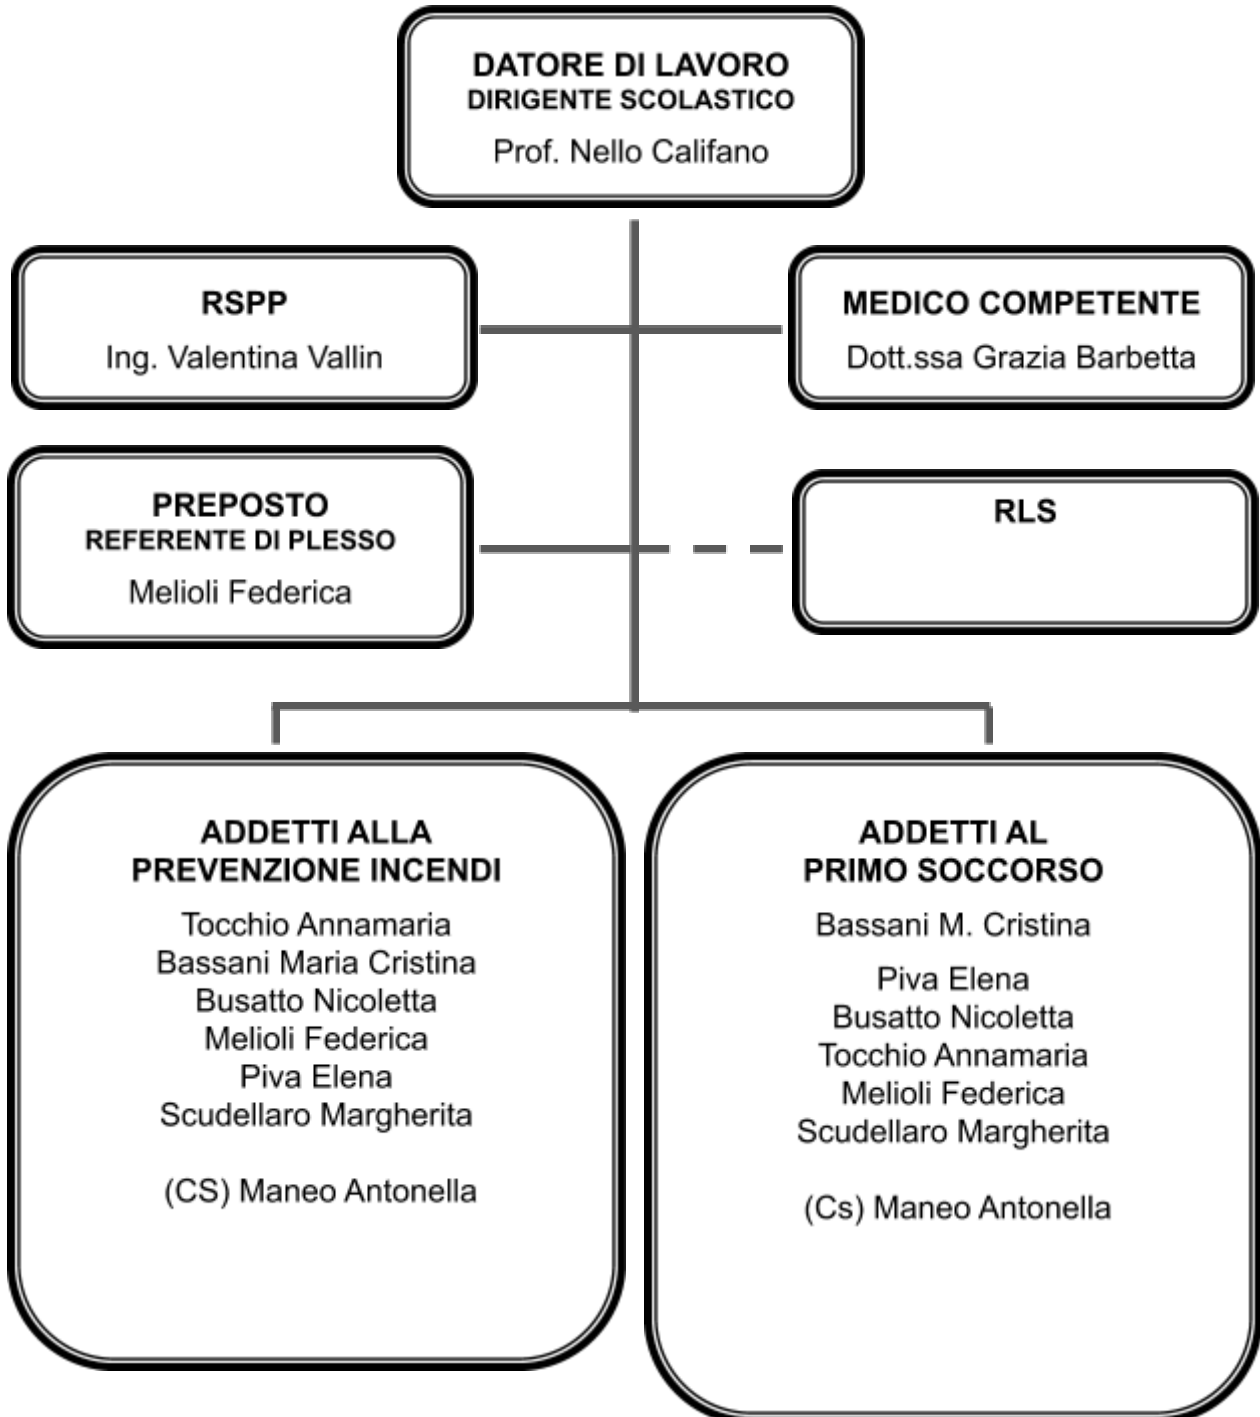 DATORE DI LAVORO
DIRIGENTE SCOLASTICO
Prof. Nello Califano
RSPP
Ing. Valentina Vallin
MEDICO COMPETENTE
Dott.ssa Grazia Barbetta
PREPOSTO
REFERENTE DI PLESSO
Melioli Federica
RLS
ADDETTI ALLA
PREVENZIONE INCENDI
Tocchio Annamaria
Bassani Maria Cristina
Busatto Nicoletta
Melioli Federica
Piva Elena
Scudellaro Margherita
(CS) Maneo Antonella
ADDETTI AL
PRIMO SOCCORSO
Bassani M. Cristina
Piva Elena
Busatto Nicoletta
Tocchio Annamaria
Melioli Federica
Scudellaro Margherita
(Cs) Maneo Antonella